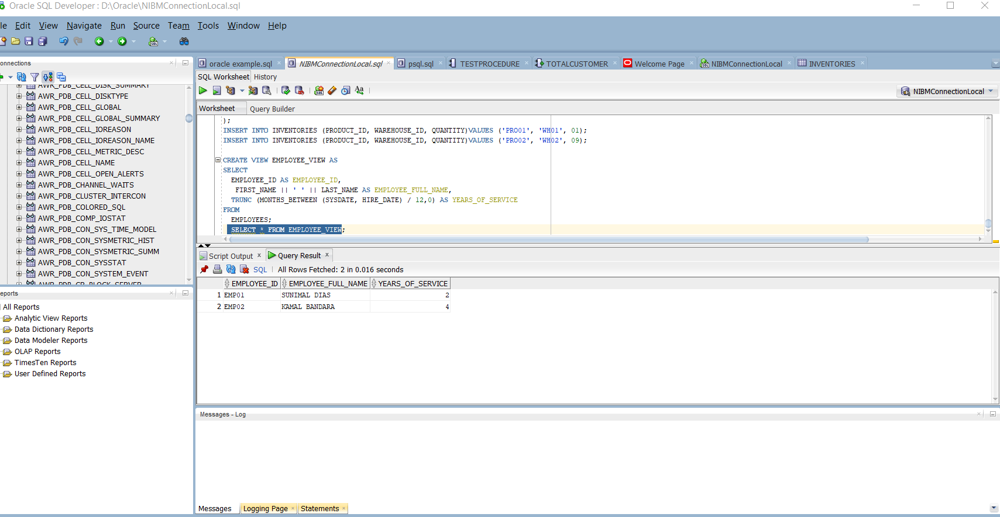 Oracle SQL Developer : D:\Oracle\NIBMConnectionLocal.sql
le Edit View Navigate Run Source Team Tools Window Help
onnections
AWR_PDB_CELL_DISK_SUMMARY
AWR_PDB_CELL_DISKTYPE
AWR_PDB_CELL_GLOBAL
AWR_PDB_CELL_GLOBAL_SUMMARY
AWR_PDB_CELL_IOREASON
AWR_PDB_CELL_IOREASON_NAME
AWR_PDB_CELL_METRIC_DESC
AWR_PDB_CELL_NAME
AWR_PDB_CELL_OPEN_ALERTS
AWR_PDB_CHANNEL_WAITS
AWR_PDB_CLUSTER_INTERCON
AWR_PDB_COLORED_SQL
AWR_PDB_COMP_IOSTAT
AWR_PDB_CON_SYS_TIME_MODEL
AWR_PDB_CON_SYSMETRIC_HIST
AWR_PDB_CON_SYSMETRIC_SUMM
AWR_PDB_CON_SYSSTAT
AWR_PDB_CON_SYSTEM_EVENT
AWR_PDB_CR_BLOCK_SERVER
eports
All Reports
Analytic View Reports
Data Dictionary Reports
Data Modeler Reports
OLAP Reports
TimesTen Reports
User Defined Reports
oracle example.sql NIBMConnectionLocal.sql psql.sql TESTPROCEDURE TOTALCUSTOMER Welcome Page NIBMConnectionLocal INVENTORIES
SQL Worksheet History
NIBMConnectionLocal
Worksheet Query Builder
);
INSERT INTO INVENTORIES (PRODUCT_ID, WAREHOUSE_ID, QUANTITY)VALUES ('PRO01', 'WH01', 01);
INSERT INTO INVENTORIES (PRODUCT_ID, WAREHOUSE_ID, QUANTITY)VALUES ('PRO02', 'WH02', 09);
CREATE VIEW EMPLOYEE_VIEW AS
SELECT
EMPLOYEE_ID AS EMPLOYEE_ID,
FIRST_NAME || ' ' || LAST_NAME AS EMPLOYEE_FULL_NAME,
TRUNC (MONTHS_BETWEEN (SYSDATE, HIRE_DATE) / 12,0) AS YEARS_OF_SERVICE
FROM
EMPLOYEES;
SELECT * FROM EMPLOYEE_VIEW;
Script Output x Query Result x
SQL | All Rows Fetched: 2 in 0.016 seconds
EMPLOYEE_ID EMPLOYEE_FULL_NAME YEARS_OF_SERVICE
1 EMP01 SUNIMAL DIAS 2
2 EMP02 KAMAL BANDARA 4
Messages - Log
Messages Logging Page Statements